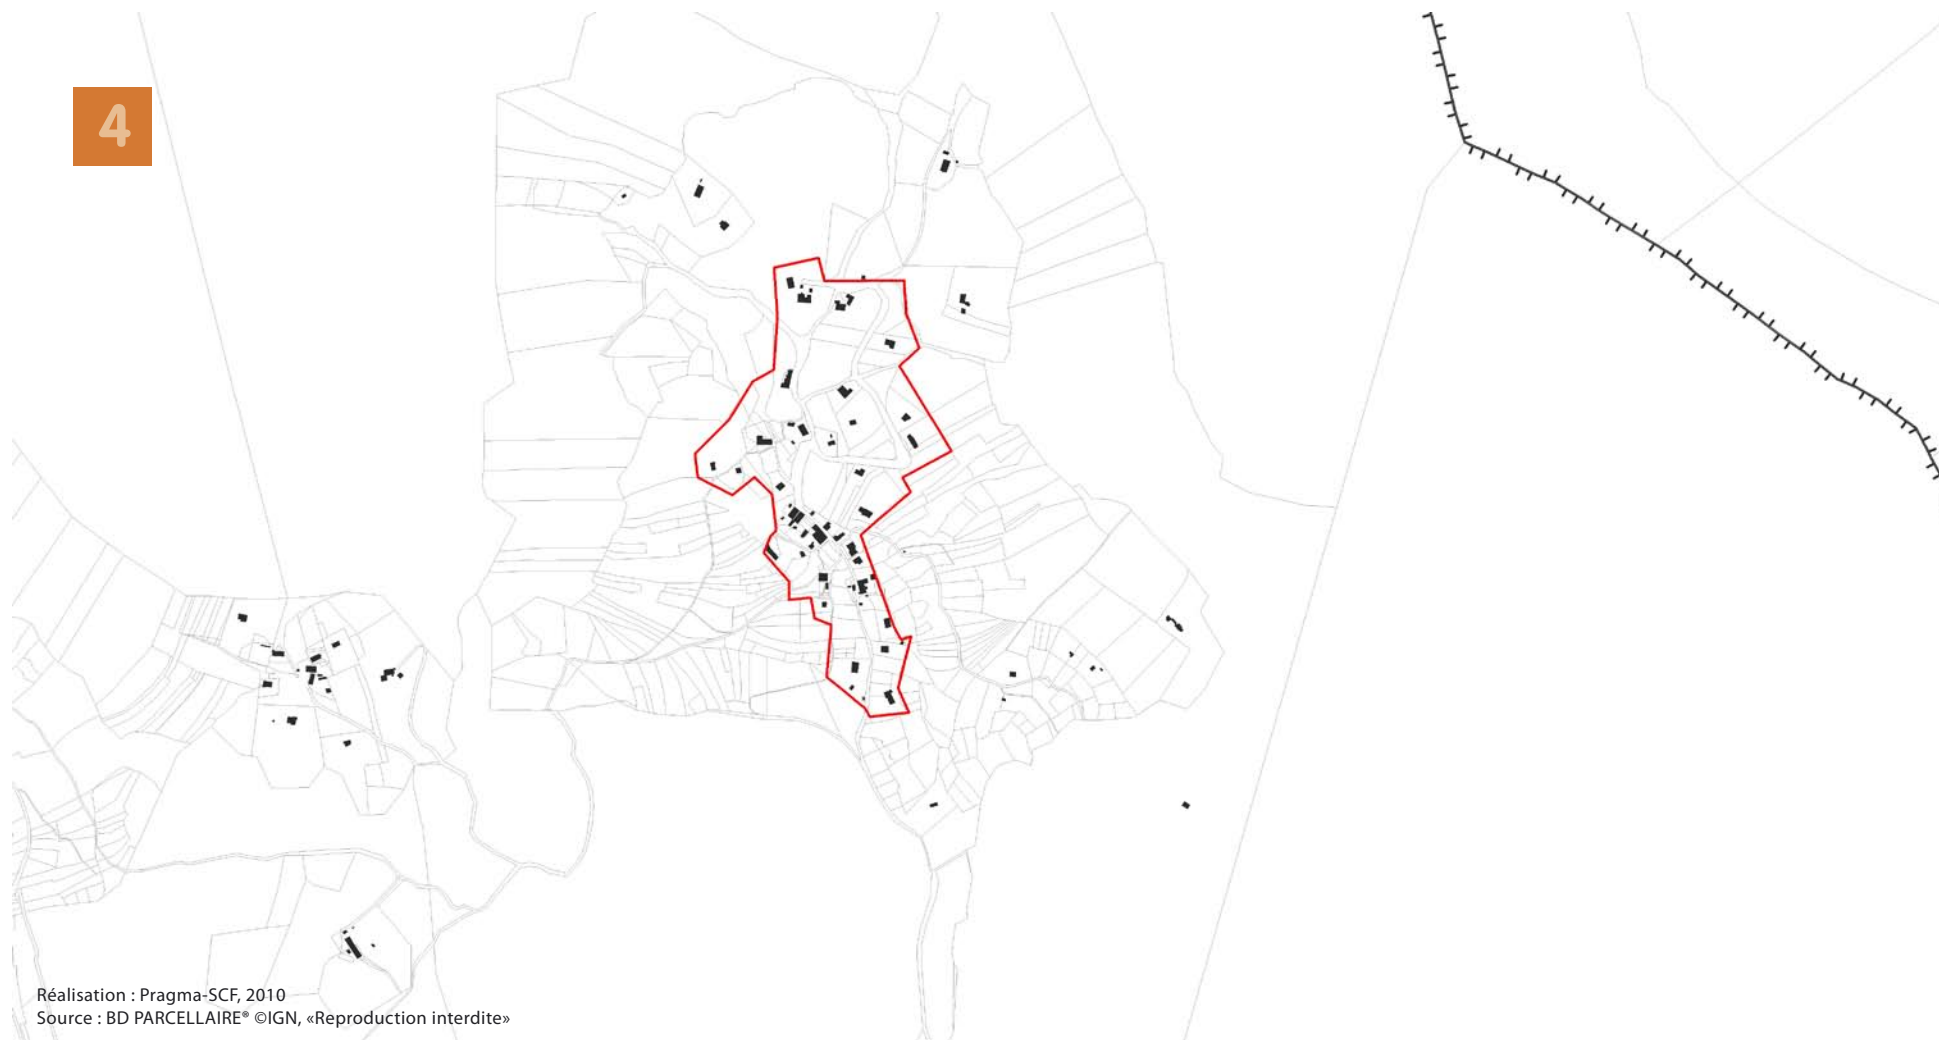 4
Réalisation : Pragma-SCF, 2010
Source : BD PARCELLAIRE® ©IGN, «Reproduction interdite»